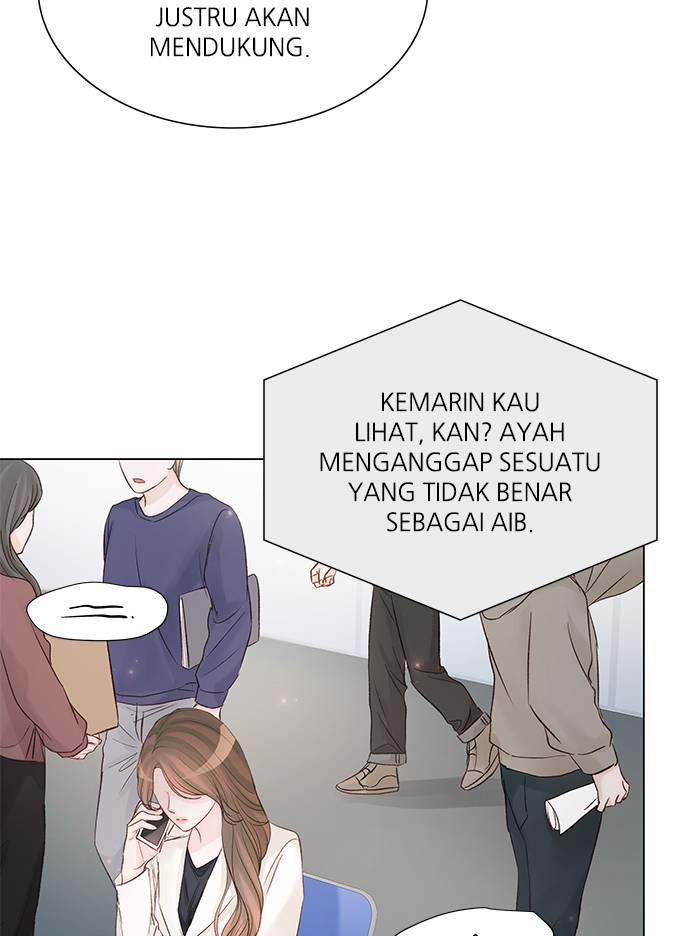 JUSTRU AKAN
MENDUKUNG.
KEMARIN KAU
LIHAT, KAN? AYAH
MENGANGGAP SESUATU
YANG TIDAK BENAR
SEBAGAI AIB.